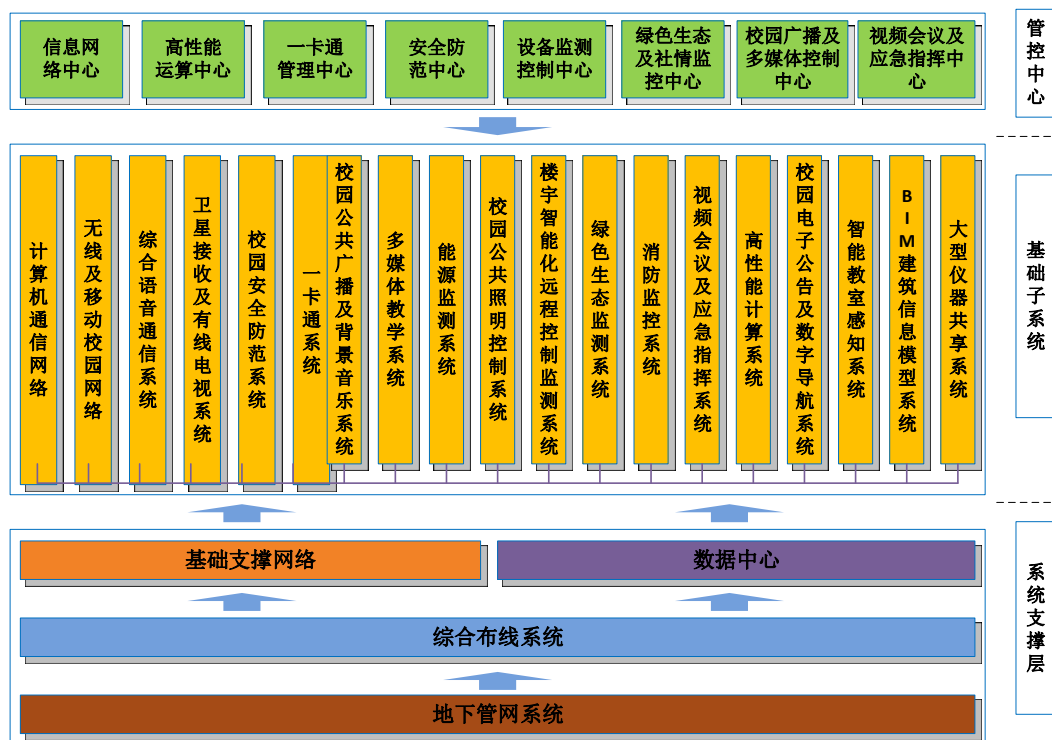 信息网
络中心
高性能
运算中心
一卡通
管理中心
安全防
范中心
设备监测
控制中心
绿色生态
及社情监
控中心
校园广播及
多媒体控制
中心
视频会议及
应急指挥中
心
管控中心
计算机通信网络
无线及移动校园网络
综合语音通信系统
卫星接收及有线电视系统
校园安全防范系统
一卡通系统
校园公共广播及背景音乐系统
多媒体教学系统
能源监测系统
校园公共照明控制系统
楼宇智能化远程控制监测系统
绿色生态监测系统
消防监控系统
视频会议及应急指挥系统
高性能计算系统
校园电子公告及数字导航系统
智能教室感知系统
BIM建筑信息模型系统
大型仪器共享系统
基础子系统
基础支撑网络
数据中心
综合布线系统
地下管网系统
系统支撑层